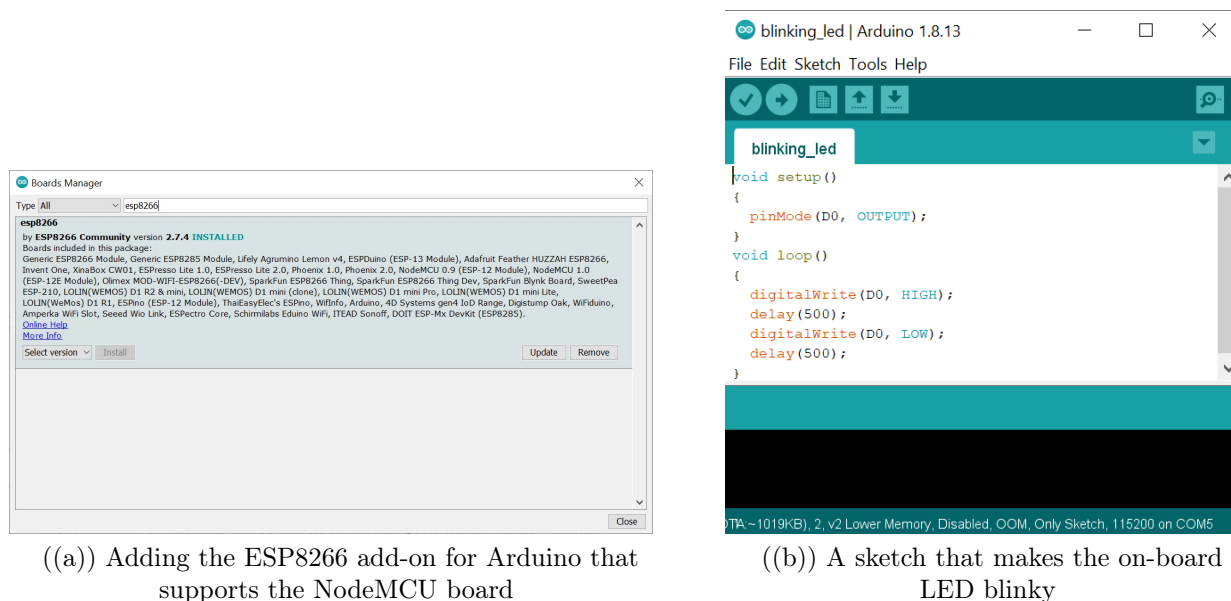 Boards Manager
Type All esp8266
esp8266
by ESP8266 Community version 2.7.4 INSTALLED
Boards included in this package:
Generic ESP8266 Module, Generic ESP8285 Module, Lifely Agrumino Lemon v4, ESPDuino (ESP-13 Module), Adafruit Feather HUZZAH ESP8266,
Invent One, XinaBox CW01, ESPresso Lite 1.0, ESPresso Lite 2.0, Phoenix 1.0, Phoenix 2.0, NodeMCU 0.9 (ESP-12 Module), NodeMCU 1.0
(ESP-12E Module), Olimex MOD-WIFI-ESP8266(-DEV), SparkFun ESP8266 Thing, SparkFun ESP8266 Thing Dev, SparkFun Blynk Board, SweetPea
ESP-210, LOLIN(WEMOS) D1 R2 & mini, LOLIN(WEMOS) D1 mini (clone), LOLIN(WEMOS) D1 mini Pro, LOLIN(WEMOS) D1 mini Lite,
LOLIN(WeMos) D1 R1, ESPino (ESP-12 Module), ThaiEasyElec's ESPino, WifInfo, Arduino, 4D Systems gen4 IoD Range, Digistump Oak, WiFiduino,
Amperka WiFi Slot, Seeed Wio Link, ESPectro Core, Schirmilabs Eduino WiFi, ITEAD Sonoff, DOIT ESP-Mx DevKit (ESP8285).
Online Help
More Info
Select version Install Update Remove
Close
((a)) Adding the ESP8266 add-on for Arduino that
supports the NodeMCU board
blinking_led | Arduino 1.8.13
File Edit Sketch Tools Help
blinking_led
void setup()
{
pinMode(D0, OUTPUT);
}
void loop()
{
digitalWrite(D0, HIGH);
delay(500);
digitalWrite(D0, LOW);
delay(500);
}
OTA:~1019KB), 2, v2 Lower Memory, Disabled, OOM, Only Sketch, 115200 on COM5
((b)) A sketch that makes the on-board
LED blinky